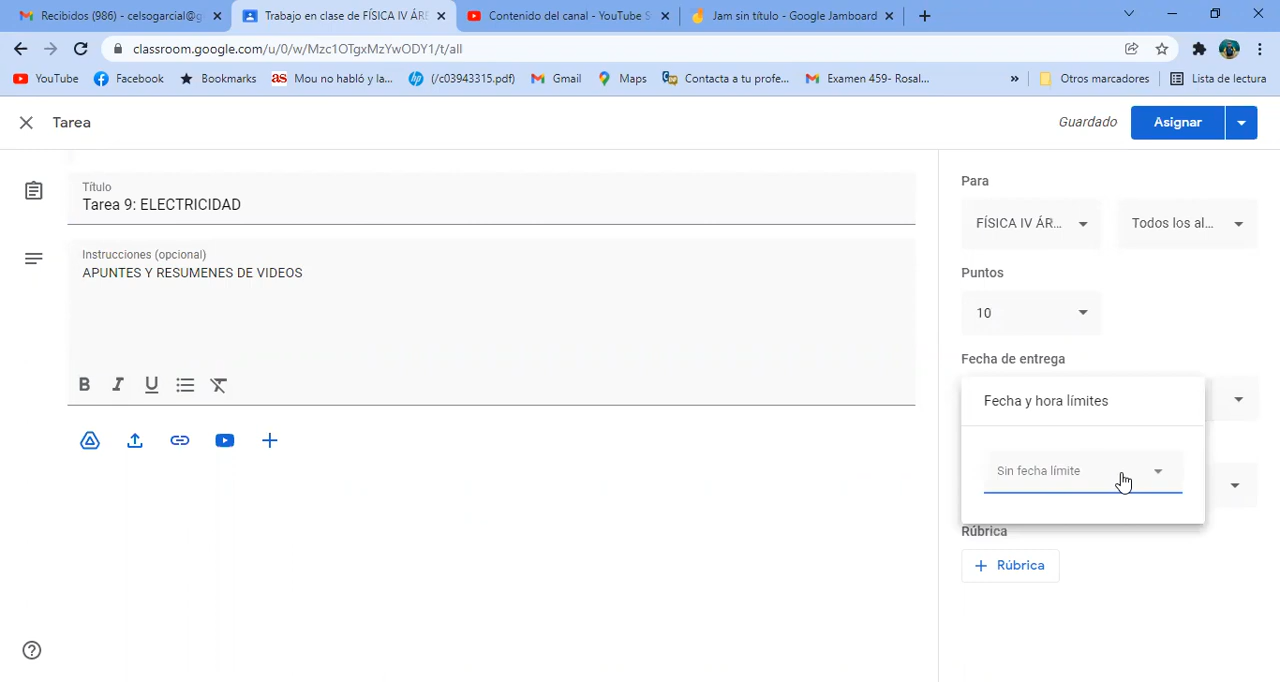 Recibidos (986) - celsogarcial@g
Trabajo en clase de FÍSICA IV ÁRE
Contenido del canal - YouTube S
Jam sin título - Google Jamboard
classroom.google.com/u/0/w/Mzc1OTgxMzYwODY1/t/all
YouTube
Facebook
Bookmarks
as Mou no habló y la...
hp (/c03943315.pdf)
Gmail
Maps
Contacta a tu profe...
Examen 459- Rosal...
»
Otros marcadores
Lista de lectura
Tarea
Guardado
Asignar
Título
Tarea 9: ELECTRICIDAD
Instrucciones (opcional)
APUNTES Y RESUMENES DE VIDEOS
B I U
Para
FÍSICA IV ÁR...
Todos los al...
Puntos
10
Fecha de entrega
Fecha y hora límites
Sin fecha límite
Rúbrica
+ Rúbrica